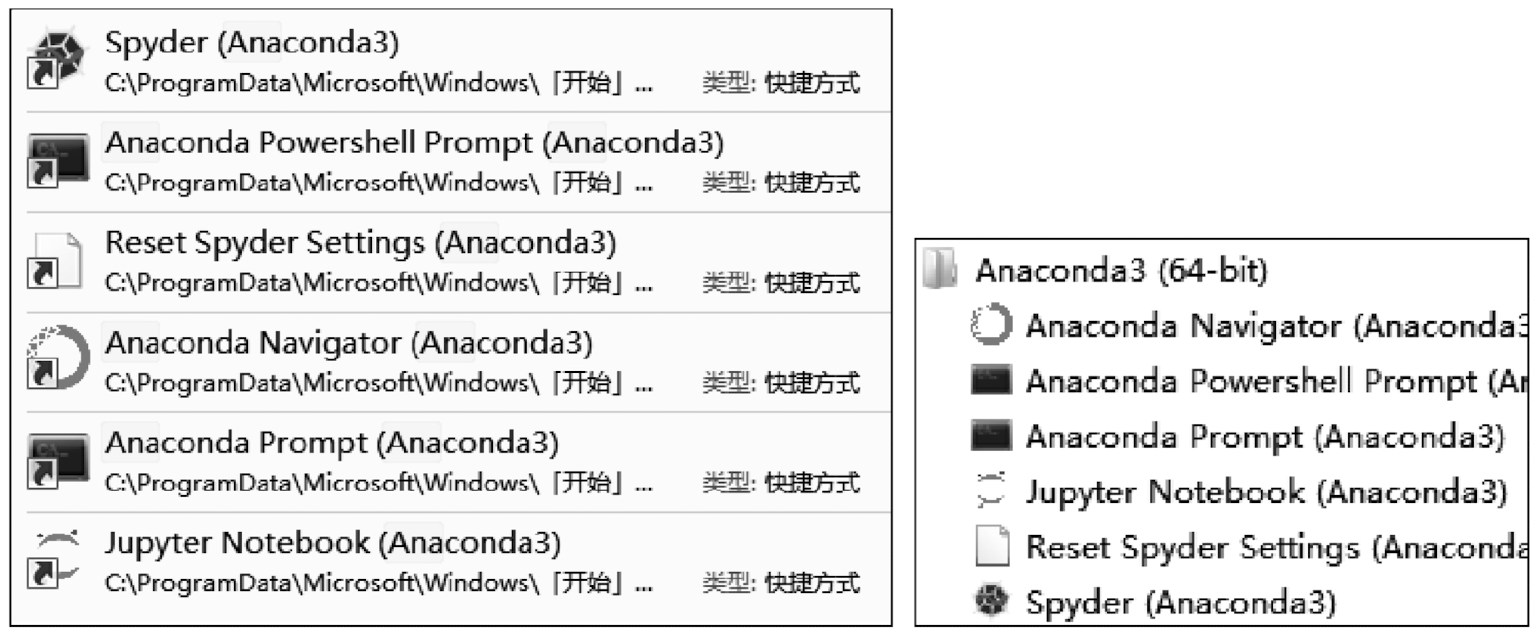 Spyder (Anaconda3)
C:\ProgramData\Microsoft\Windows\「开始」... 类型: 快捷方式
Anaconda Powershell Prompt (Anaconda3)
C:\ProgramData\Microsoft\Windows\「开始」... 类型: 快捷方式
Reset Spyder Settings (Anaconda3)
C:\ProgramData\Microsoft\Windows\「开始」... 类型: 快捷方式
Anaconda Navigator (Anaconda3)
C:\ProgramData\Microsoft\Windows\「开始」... 类型: 快捷方式
Anaconda Prompt (Anaconda3)
C:\ProgramData\Microsoft\Windows\「开始」... 类型: 快捷方式
Jupyter Notebook (Anaconda3)
C:\ProgramData\Microsoft\Windows\「开始」... 类型: 快捷方式
Anaconda3 (64-bit)
Anaconda Navigator (Anaconda3
Anaconda Powershell Prompt (An
Anaconda Prompt (Anaconda3)
Jupyter Notebook (Anaconda3)
Reset Spyder Settings (Anaconda
Spyder (Anaconda3)